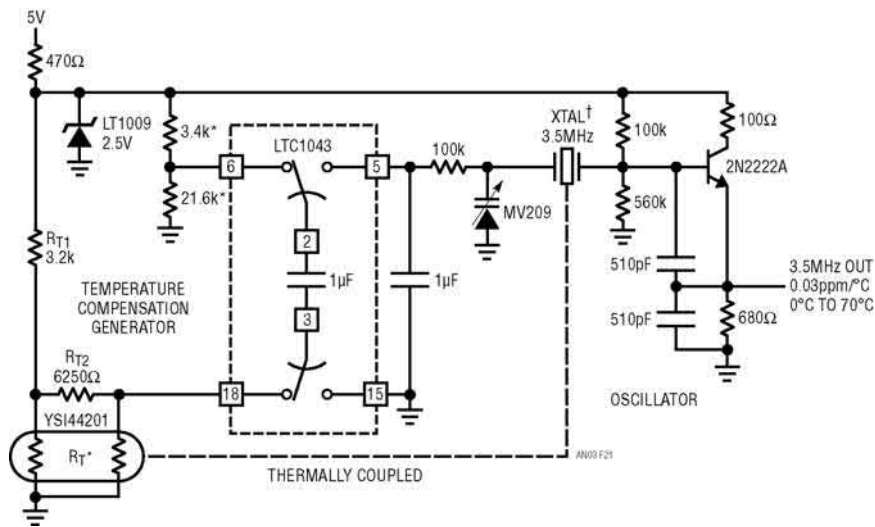 5V
470Ω
LT1009
2.5V
3.4k*
21.6k*
LTC1043
6
5
2
3
18
15
1µF
1µF
100k
MV209
XTAL†
3.5MHz
100k
560k
100Ω
2N2222A
510pF
510pF
680Ω
3.5MHz OUT
0.03ppm/°C
0°C TO 70°C
RT1
3.2k
TEMPERATURE
COMPENSATION
GENERATOR
RT2
6250Ω
YSI44201
RT*
THERMALLY COUPLED
OSCILLATOR
AN03 F21